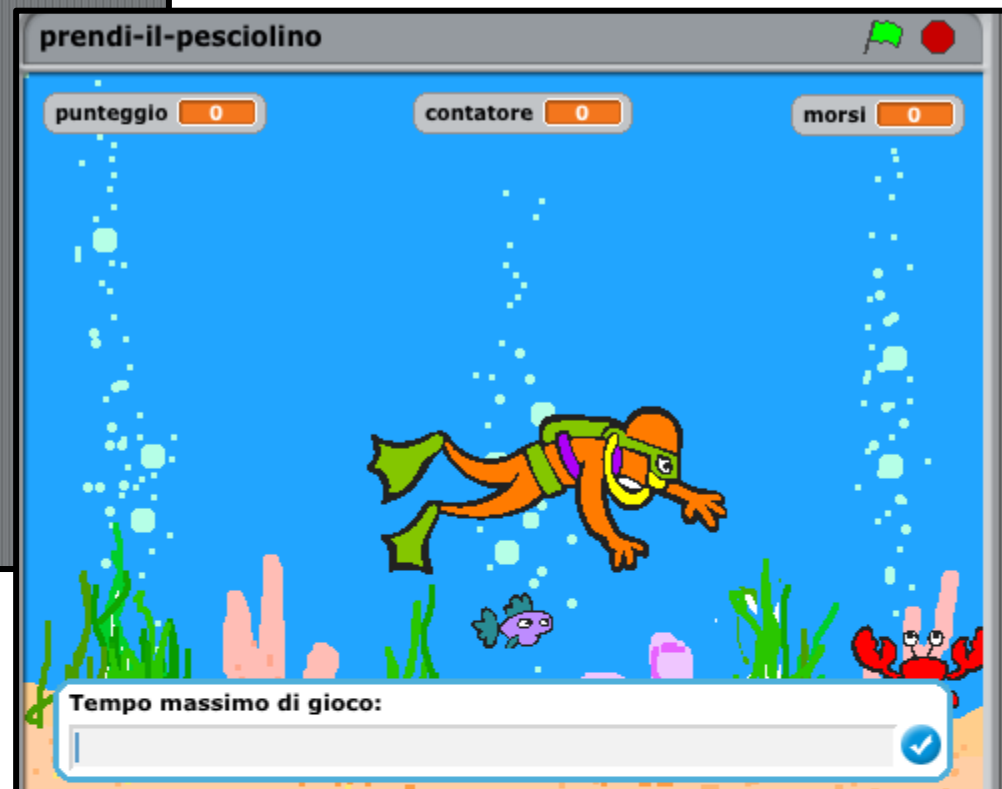 prendi-il-pesciolino
punteggio 0 contatore 0 morsi 0
Tempo massimo di gioco: